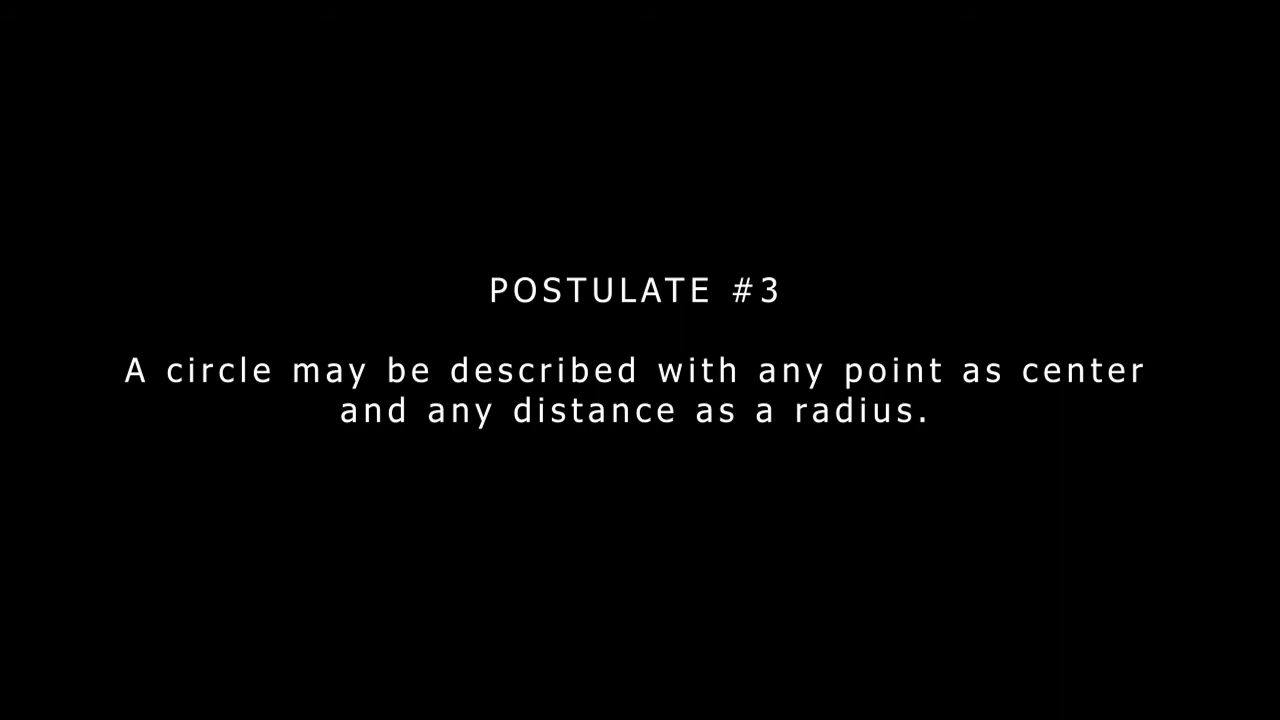 POSTULATE #3
A circle may be described with any point as center
and any distance as a radius.